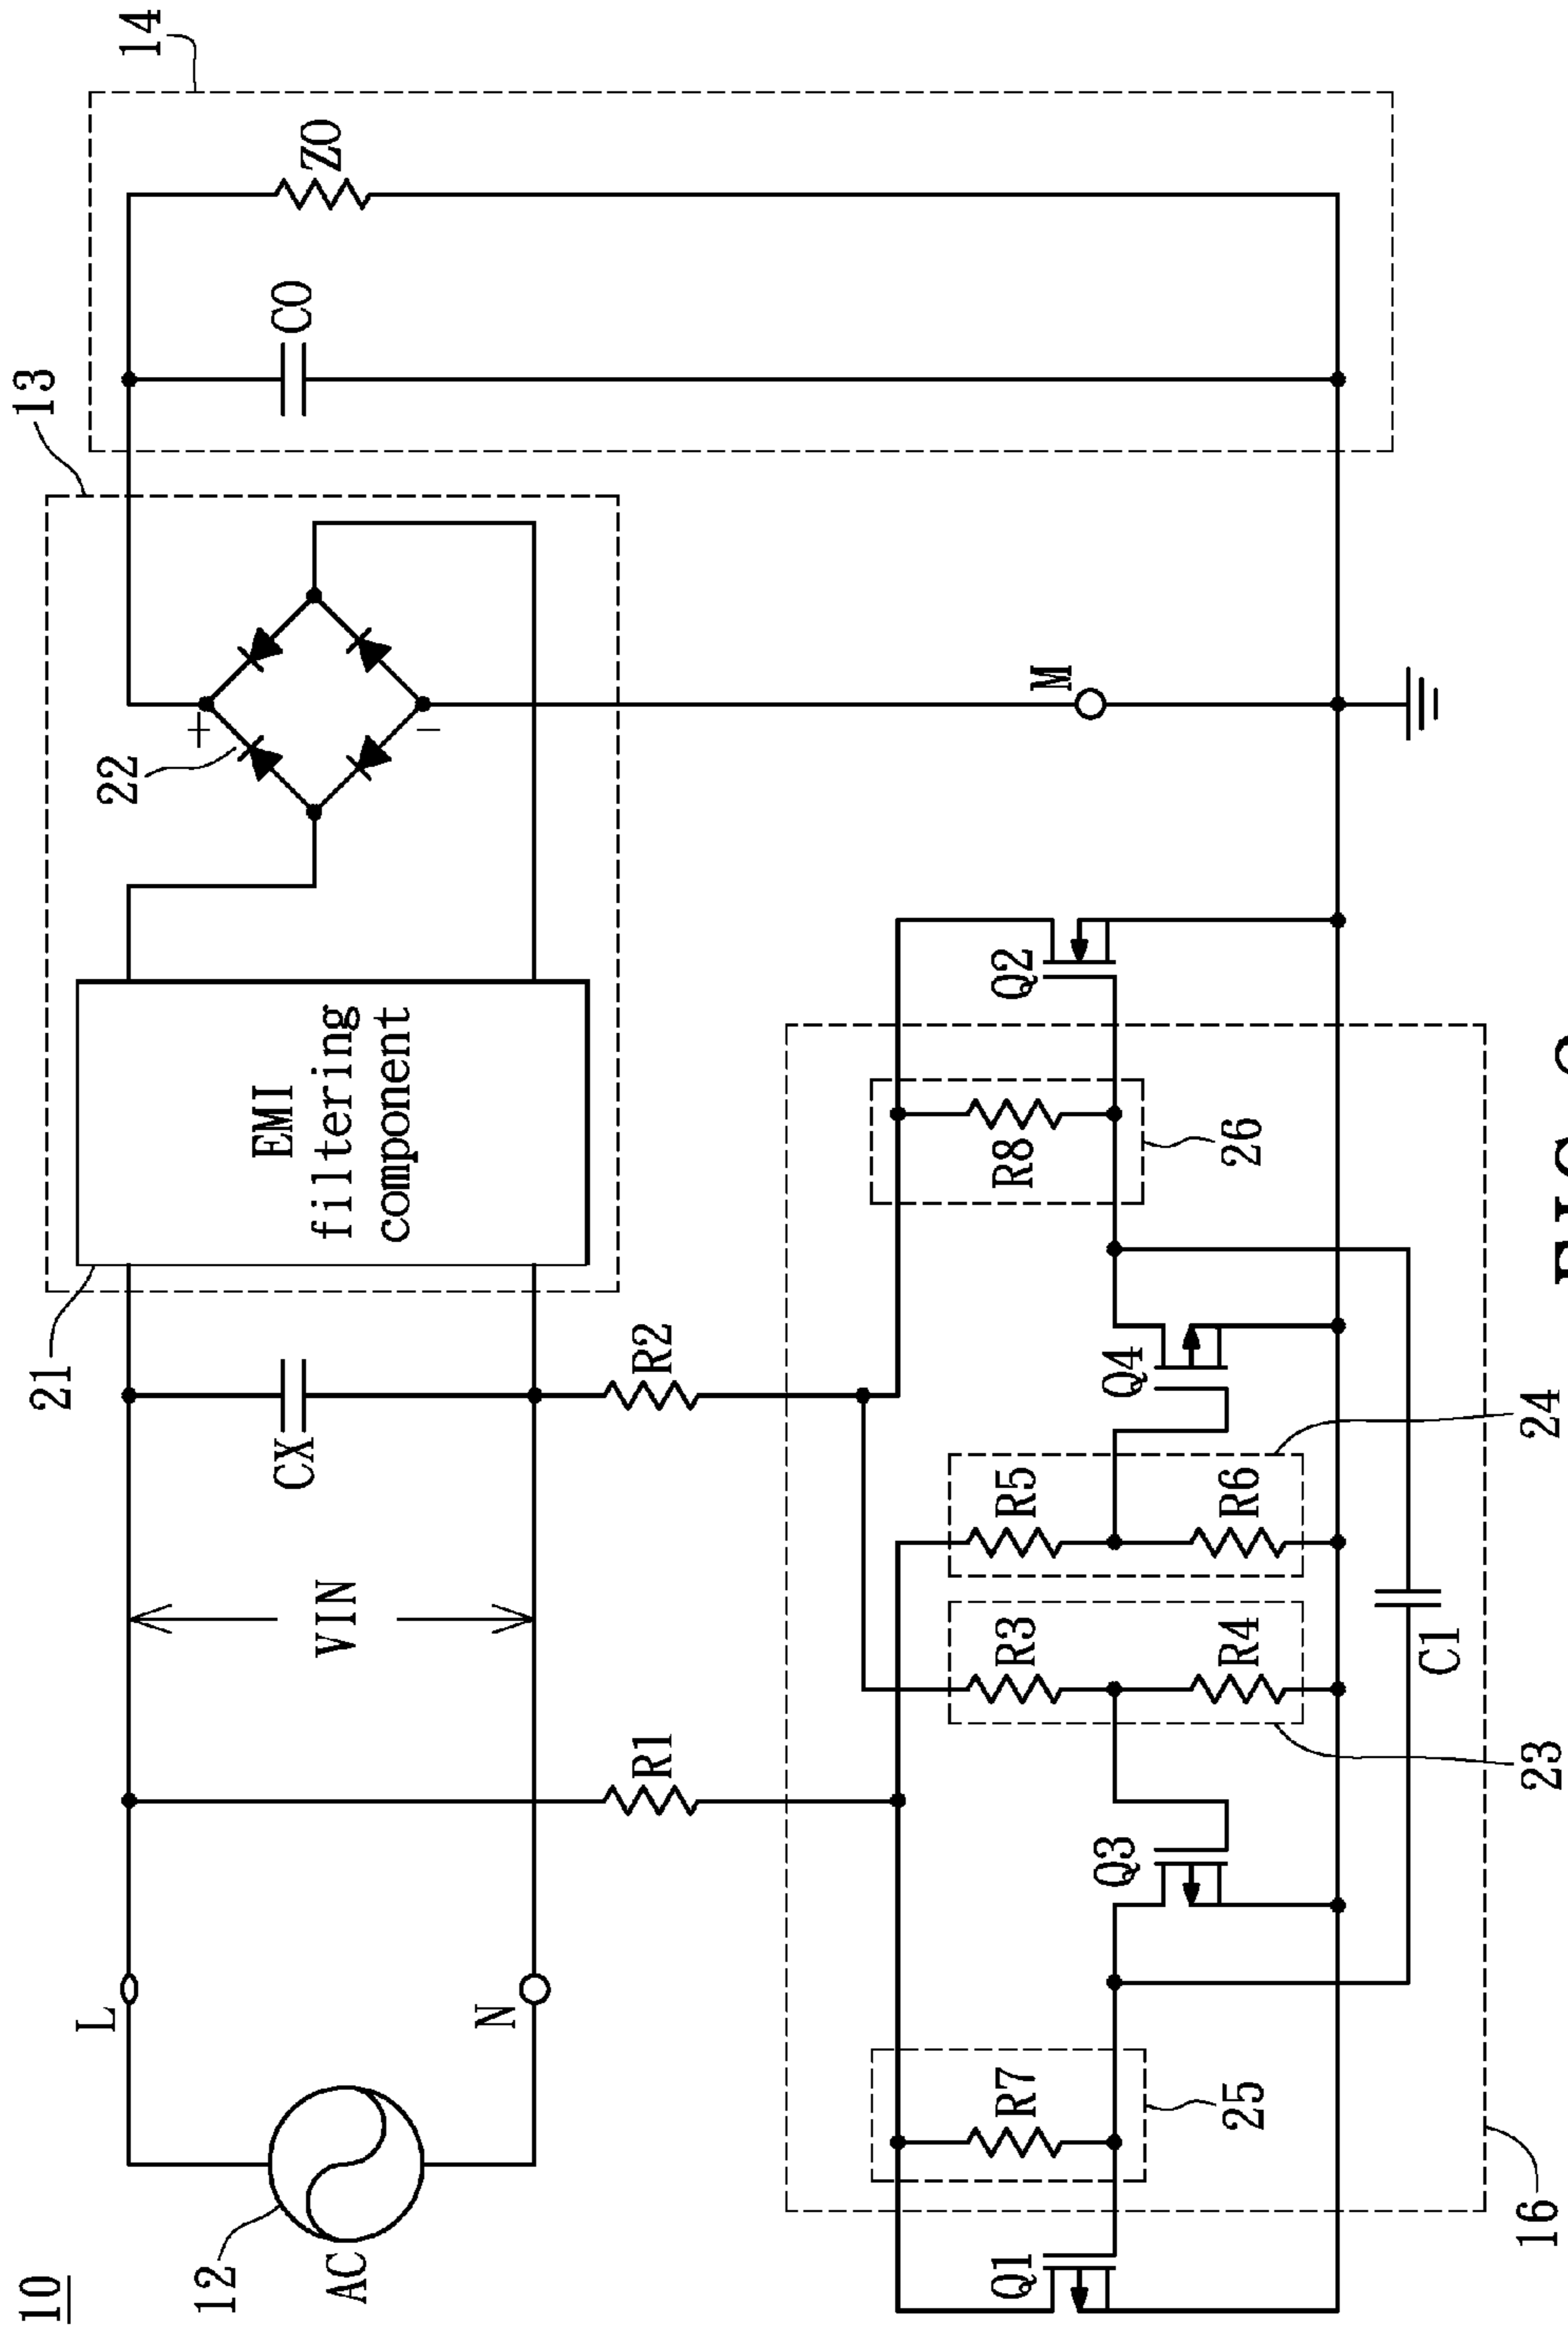 10
12
AC
L
N
VIN
CX
21
EMI
filtering
component
13
22
+
−
14
CO
ZO
M
R1
R2
Q1
R7
25
Q3
R3
R4
23
R5
R6
24
Q4
R8
26
Q2
C1
16